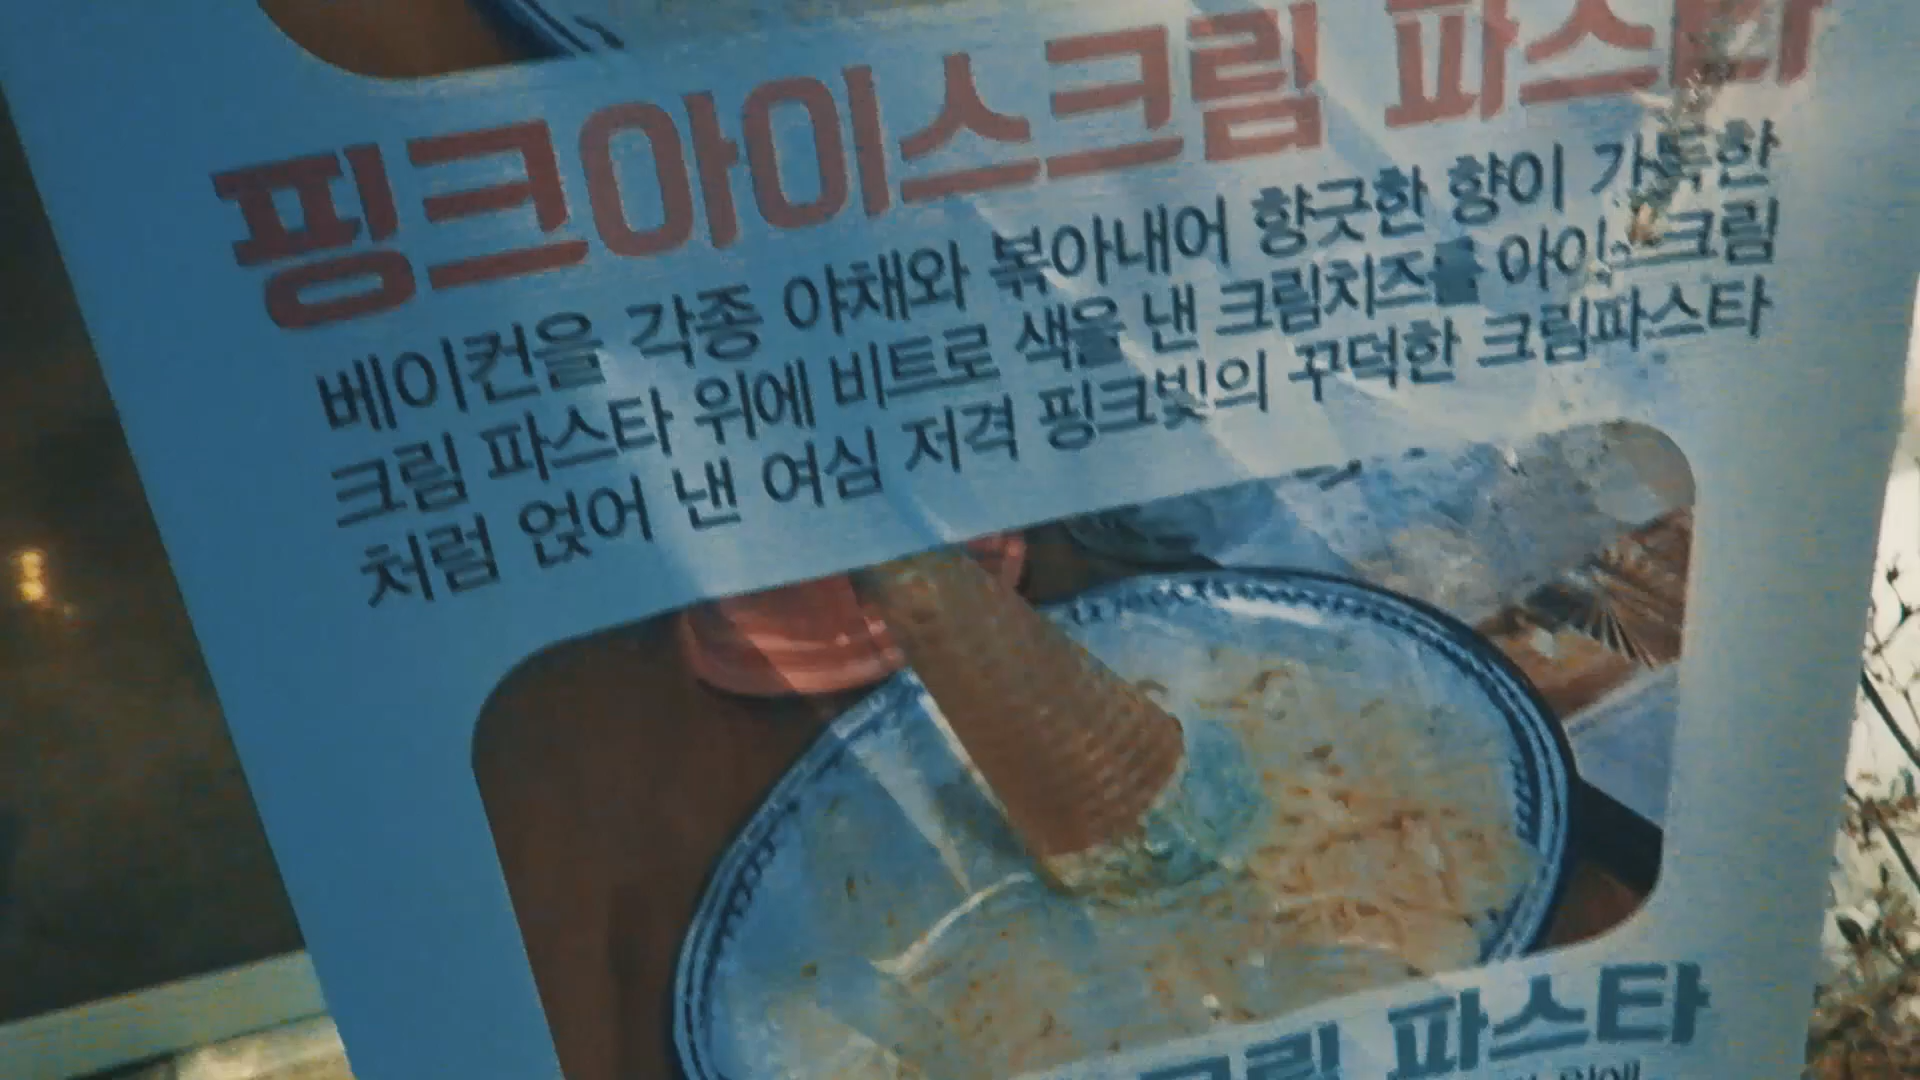 핑크아이스크림 파스타
베이컨을 각종 야채와 볶아내어 향긋한 향이 가득한
크림 파스타 위에 비트로 색을 낸 크림치즈를 아이스크림
처럼 얹어 낸 여심 저격 핑크빛의 꾸덕한 크림파스타
크림 파스타